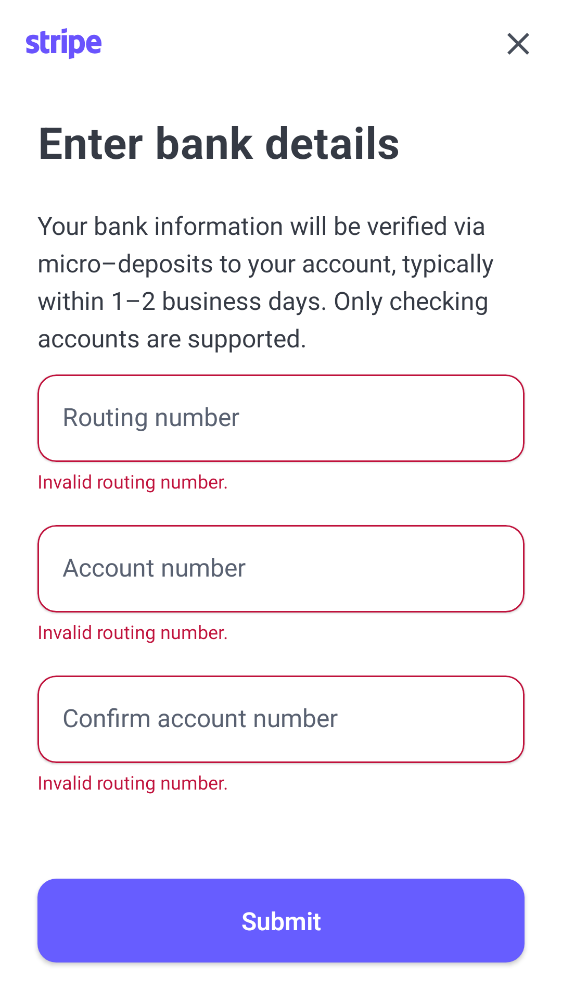 stripe
Enter bank details
Your bank information will be verified via
micro–deposits to your account, typically
within 1–2 business days. Only checking
accounts are supported.
Routing number
Invalid routing number.
Account number
Invalid routing number.
Confirm account number
Invalid routing number.
Submit